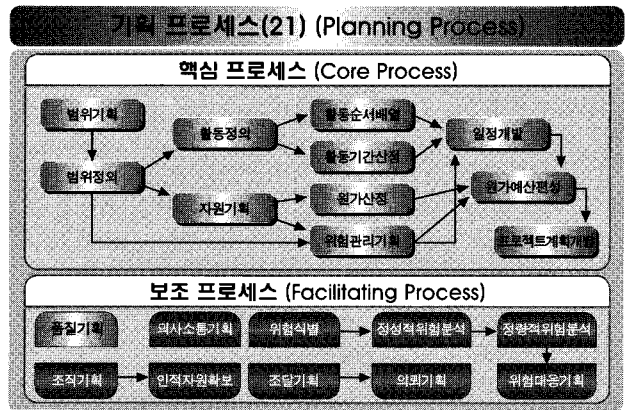 기획 프로세스(21) (Planning Process)
핵심 프로세스 (Core Process)
범위기획
활동순서배열
활동정의
일정개발
활동기간산정
범위정의
원가산정
원가예산편성
자원기획
위험관리기획
프로젝트계획개발
보조 프로세스 (Facilitating Process)
품질기획
의사소통기획
위험식별
정성적위험분석
정량적위험분석
조직기획
인적자원확보
조달기획
의뢰기획
위험대응기획